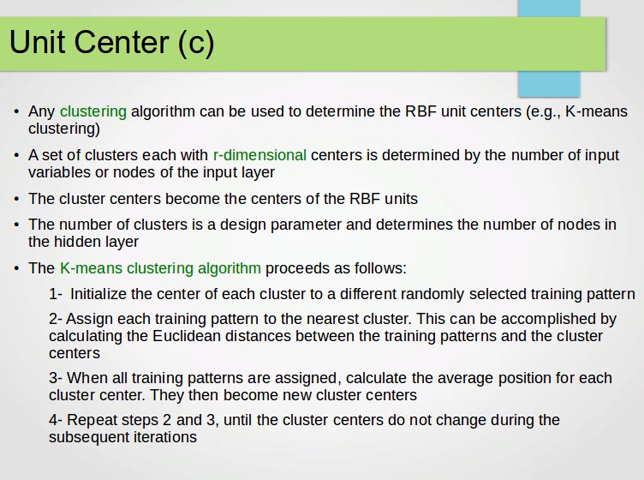 Unit Center (c)
• Any clustering algorithm can be used to determine the RBF unit centers (e.g., K-means
clustering)
• A set of clusters each with r-dimensional centers is determined by the number of input
variables or nodes of the input layer
• The cluster centers become the centers of the RBF units
• The number of clusters is a design parameter and determines the number of nodes in
the hidden layer
• The K-means clustering algorithm proceeds as follows:
1- Initialize the center of each cluster to a different randomly selected training pattern
2- Assign each training pattern to the nearest cluster. This can be accomplished by
calculating the Euclidean distances between the training patterns and the cluster
centers
3- When all training patterns are assigned, calculate the average position for each
cluster center. They then become new cluster centers
4- Repeat steps 2 and 3, until the cluster centers do not change during the
subsequent iterations